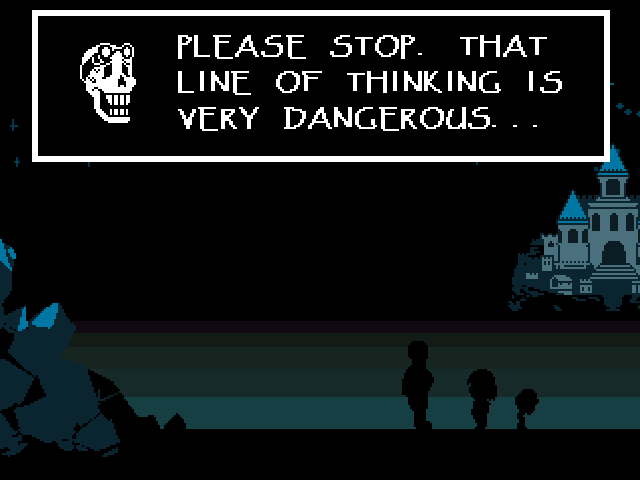 PLEASE STOP. THAT
LINE OF THINKING IS
VERY DANGEROUS...